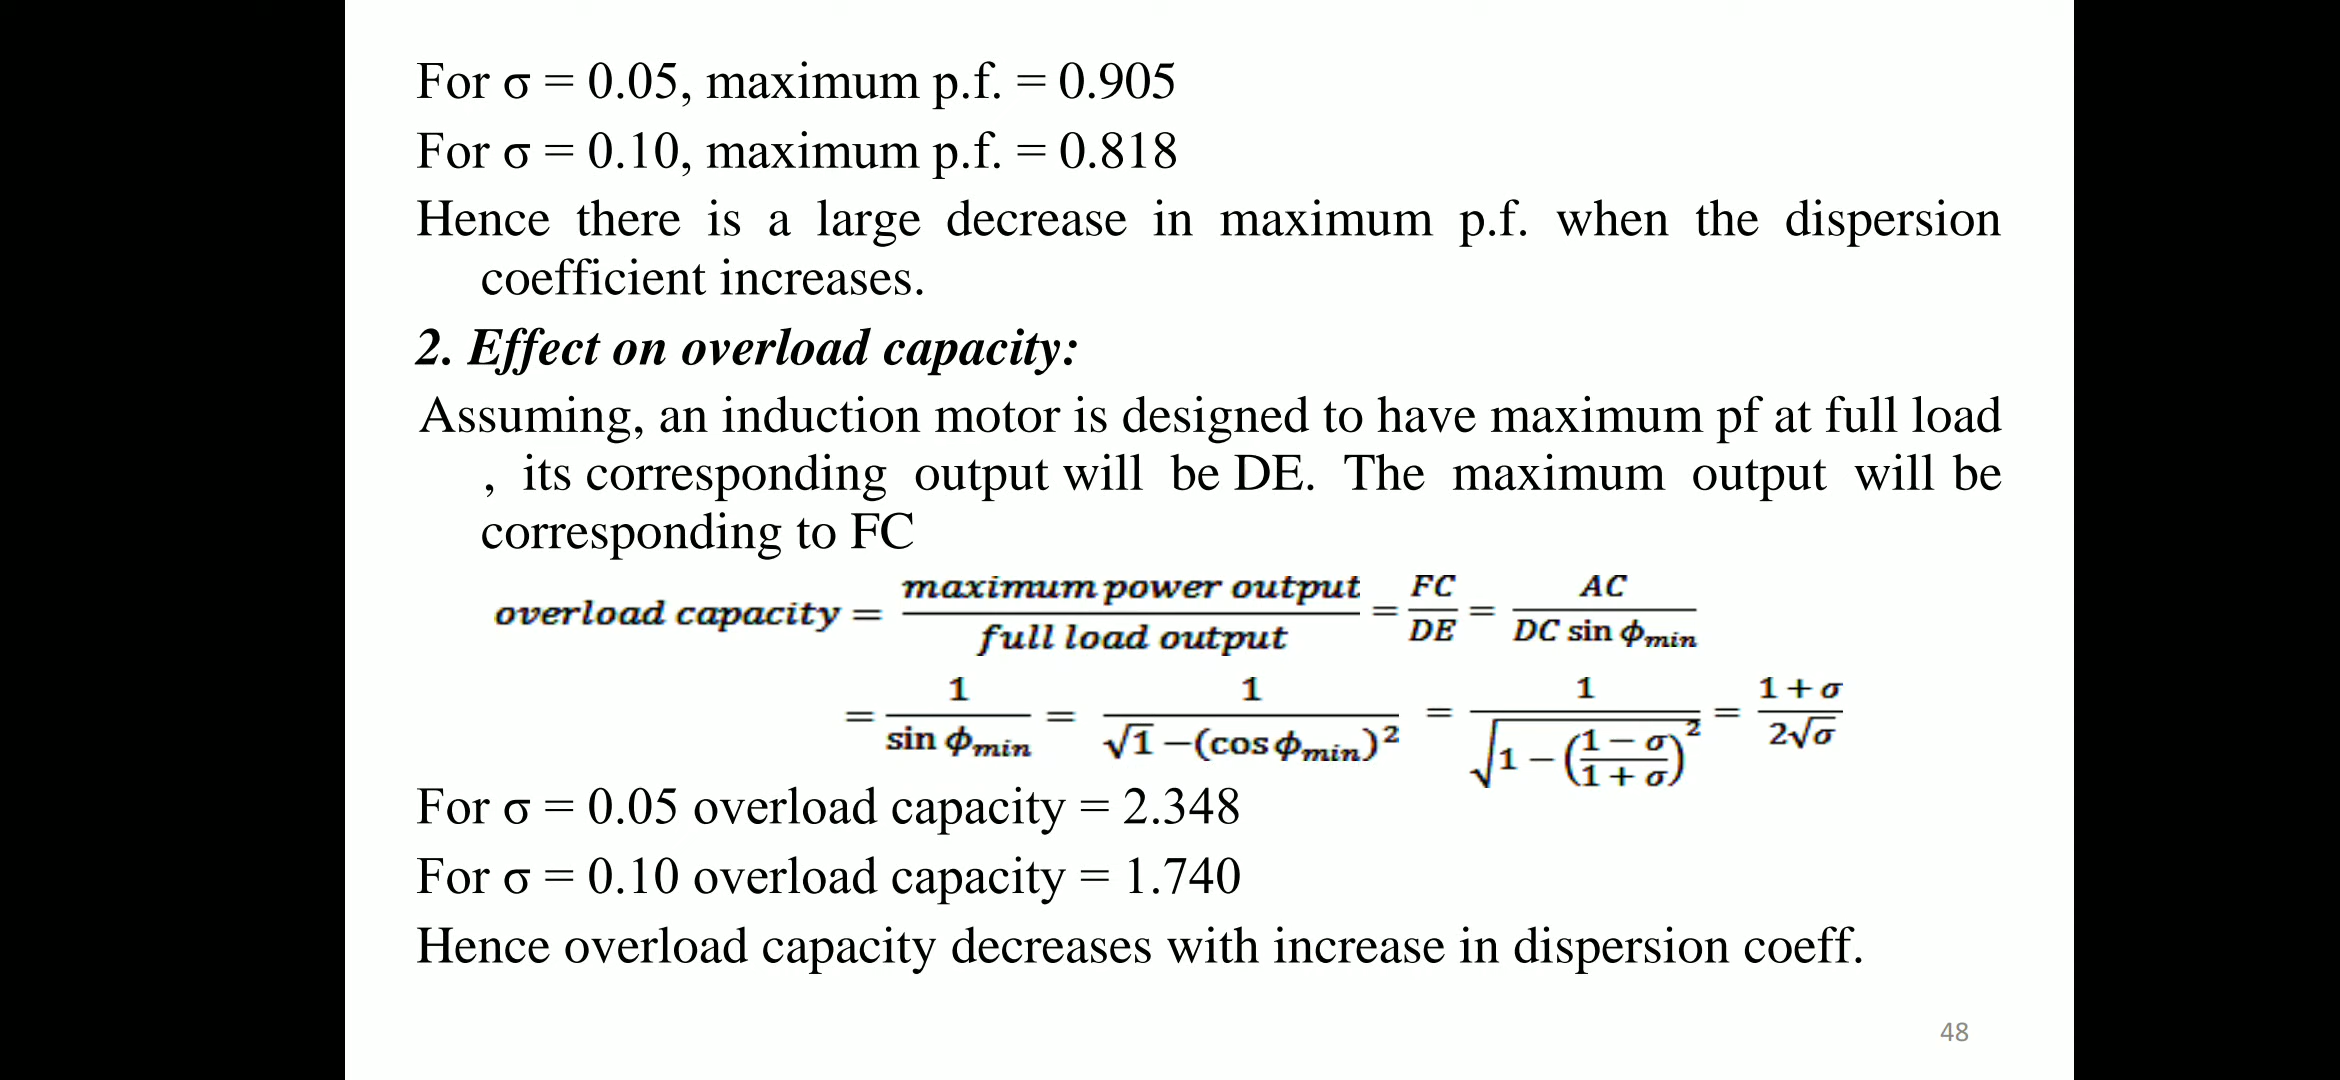 For σ = 0.05, maximum p.f. = 0.905
For σ = 0.10, maximum p.f. = 0.818
Hence there is a large decrease in maximum p.f. when the dispersion
coefficient increases.
2. Effect on overload capacity:
Assuming, an induction motor is designed to have maximum pf at full load
, its corresponding output will be DE. The maximum output will be
corresponding to FC
overload capacity = maximum power output / full load output = FC / DE = AC / DC sin ϕmin
= 1 / sin ϕmin = 1 / √1 −(cos ϕmin)² = 1 / √(1 − ((1 − σ)/(1 + σ))²) = 1 + σ / 2√σ
For σ = 0.05 overload capacity = 2.348
For σ = 0.10 overload capacity = 1.740
Hence overload capacity decreases with increase in dispersion coeff.
48